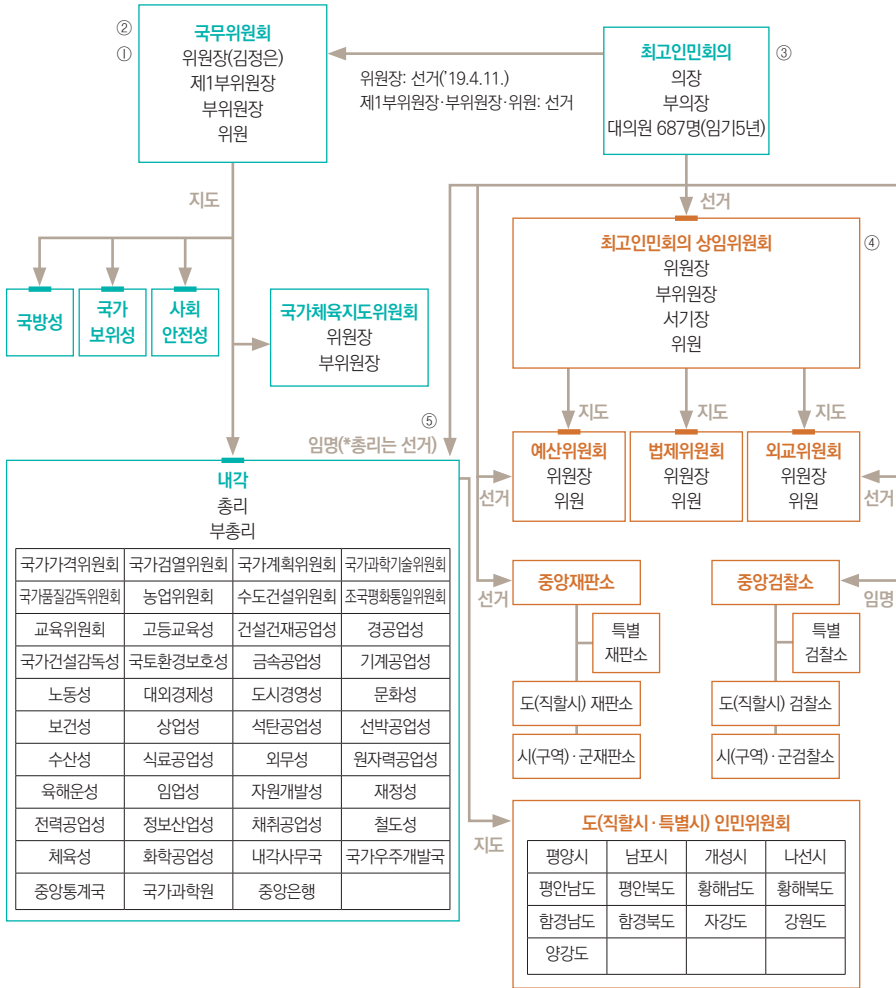 ②
①
국무위원회
위원장(김정은)
제1부위원장
부위원장
위원
위원장: 선거('19.4.11.)
제1부위원장·부위원장·위원: 선거
최고인민회의
의장
부의장
대의원 687명(임기5년)
③
지도
선거
국방성
국가
보위성
사회
안전성
국가체육지도위원회
위원장
부위원장
최고인민회의 상임위원회
위원장
부위원장
서기장
위원
④
지도
지도
지도
⑤
임명(*총리는 선거)
선거
예산위원회
위원장
위원
법제위원회
위원장
위원
외교위원회
위원장
위원
선거
내각
총리
부총리
국가가격위원회 국가검열위원회 국가계획위원회 국가과학기술위원회
국가품질감독위원회 농업위원회 수도건설위원회 조국평화통일위원회
교육위원회 고등교육성 건설건재공업성 경공업성
국가건설감독성 국토환경보호성 금속공업성 기계공업성
노동성 대외경제성 도시경영성 문화성
보건성 상업성 석탄공업성 선박공업성
수산성 식료공업성 외무성 원자력공업성
육해운성 임업성 자원개발성 재정성
전력공업성 정보산업성 채취공업성 철도성
체육성 화학공업성 내각사무국 국가우주개발국
중앙통계국 국가과학원 중앙은행
선거
중앙재판소
특별
재판소
도(직할시) 재판소
시(구역)·군재판소
중앙검찰소
임명
특별
검찰소
도(직할시) 검찰소
시(구역)·군검찰소
지도
도(직할시·특별시) 인민위원회
평양시 남포시 개성시 나선시
평안남도 평안북도 황해남도 황해북도
함경남도 함경북도 자강도 강원도
양강도